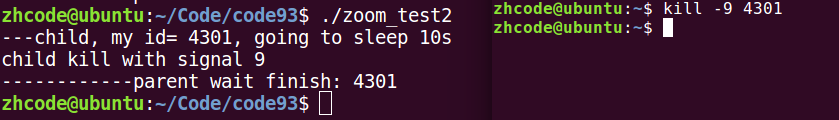 zhcode@ubuntu:~/Code/code93$ ./zoom_test2
---child, my id= 4301, going to sleep 10s
child kill with signal 9
------------parent wait finish: 4301
zhcode@ubuntu:~/Code/code93$
zhcode@ubuntu:~$ kill -9 4301
zhcode@ubuntu:~$